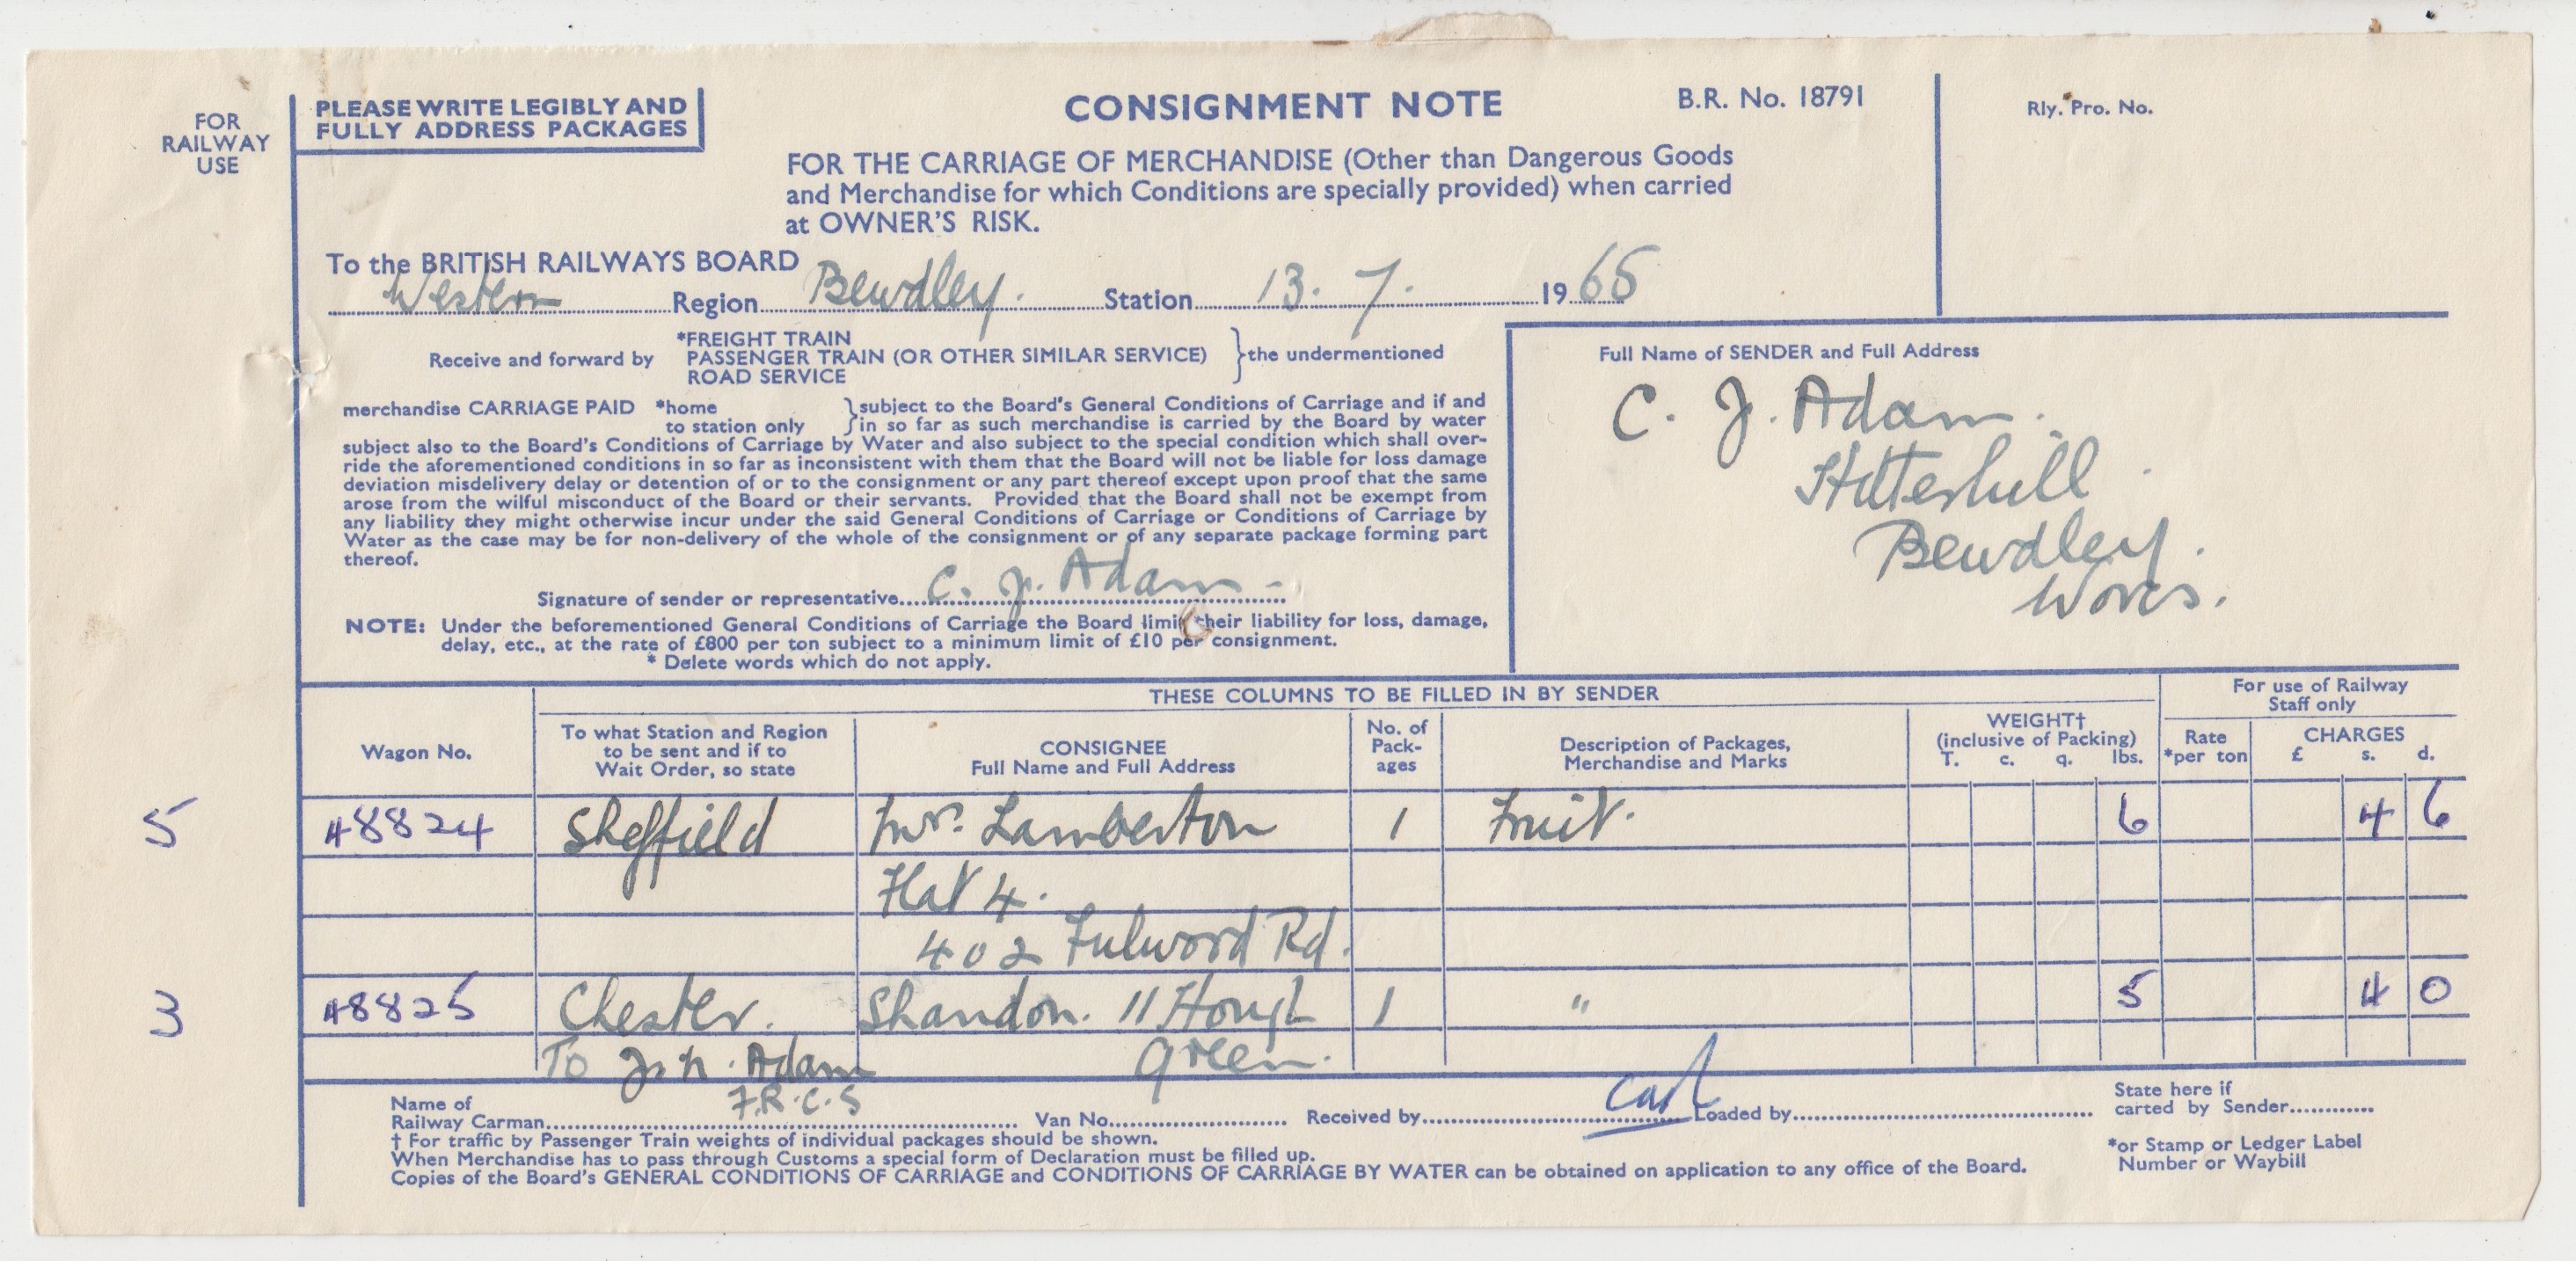 FOR
RAILWAY
USE
PLEASE WRITE LEGIBLY AND
FULLY ADDRESS PACKAGES
CONSIGNMENT NOTE
B.R. No. 18791
Rly. Pro. No.
FOR THE CARRIAGE OF MERCHANDISE (Other than Dangerous Goods
and Merchandise for which Conditions are specially provided) when carried
at OWNER'S RISK.
To the BRITISH RAILWAYS BOARD
Western Region Bewdley. Station 13. 7. 1965
Receive and forward by
*FREIGHT TRAIN
PASSENGER TRAIN (OR OTHER SIMILAR SERVICE)
ROAD SERVICE
the undermentioned
merchandise CARRIAGE PAID *home
to station only
subject to the Board's General Conditions of Carriage and if and
in so far as such merchandise is carried by the Board by water
subject also to the Board's Conditions of Carriage by Water and also subject to the special condition which shall over-
ride the aforementioned conditions in so far as inconsistent with them that the Board will not be liable for loss damage
deviation misdelivery delay or detention of or to the consignment or any part thereof except upon proof that the same
arose from the wilful misconduct of the Board or their servants. Provided that the Board shall not be exempt from
any liability they might otherwise incur under the said General Conditions of Carriage or Conditions of Carriage by
Water as the case may be for non-delivery of the whole of the consignment or of any separate package forming part
thereof.
Signature of sender or representative C. J. Adam
NOTE: Under the beforementioned General Conditions of Carriage the Board limit their liability for loss, damage,
delay, etc., at the rate of £800 per ton subject to a minimum limit of £10 per consignment.
* Delete words which do not apply.
Full Name of SENDER and Full Address
C. J. Adam.
Hitterhill
Bewdley.
Worcs.
THESE COLUMNS TO BE FILLED IN BY SENDER
For use of Railway
Staff only
Wagon No.
To what Station and Region
to be sent and if to
Wait Order, so state
CONSIGNEE
Full Name and Full Address
No. of
Pack-
ages
Description of Packages,
Merchandise and Marks
WEIGHT†
(inclusive of Packing)
T. c. q. lbs.
Rate
*per ton
CHARGES
£ s. d.
5 48824 Sheffield Mrs. Lamberton 1 Fruit. 6 4 6
Flat 4.
402 Fulword Rd.
3 48825 Chester. Shandon. 11 Hough 1 " 5 4 0
To J. N. Adam Green.
F.R.C.S
Name of
Railway Carman Van No. Received by Loaded by
State here if
carted by Sender
† For traffic by Passenger Train weights of individual packages should be shown.
When Merchandise has to pass through Customs a special form of Declaration must be filled up.
Copies of the Board's GENERAL CONDITIONS OF CARRIAGE and CONDITIONS OF CARRIAGE BY WATER can be obtained on application to any office of the Board.
*or Stamp or Ledger Label
Number or Waybill